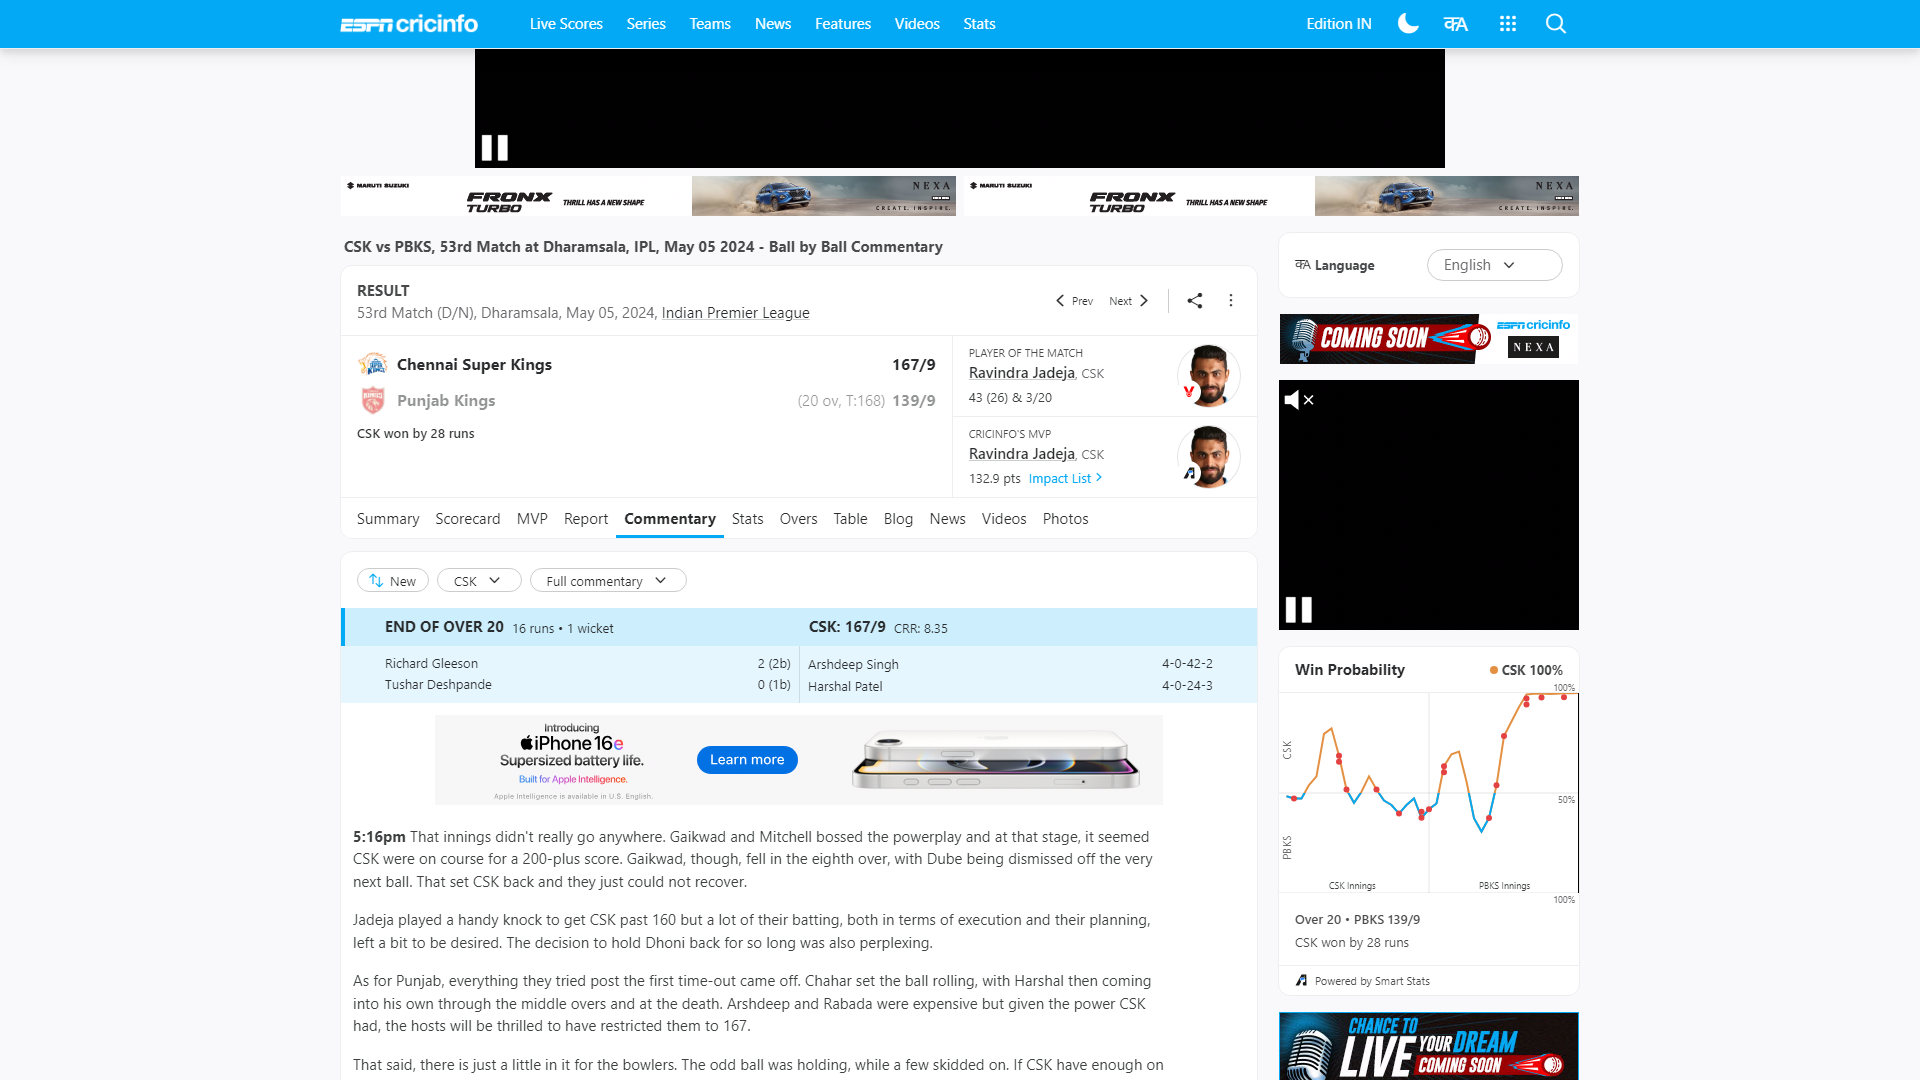 ESPN cricinfo
Live Scores Series Teams News Features Videos Stats
Edition IN
MARUTI SUZUKI
FRONX
TURBO
THRILL HAS A NEW SHAPE
NEXA
CREATE. INSPIRE.
MARUTI SUZUKI
FRONX
TURBO
THRILL HAS A NEW SHAPE
NEXA
CREATE. INSPIRE.
CSK vs PBKS, 53rd Match at Dharamsala, IPL, May 05 2024 - Ball by Ball Commentary
RESULT
53rd Match (D/N), Dharamsala, May 05, 2024, Indian Premier League
Prev Next
Chennai Super Kings 167/9
Punjab Kings (20 ov, T:168) 139/9
CSK won by 28 runs
PLAYER OF THE MATCH
Ravindra Jadeja, CSK
43 (26) & 3/20
CRICINFO'S MVP
Ravindra Jadeja, CSK
132.9 pts Impact List
Summary Scorecard MVP Report Commentary Stats Overs Table Blog News Videos Photos
New CSK Full commentary
END OF OVER 20 16 runs • 1 wicket CSK: 167/9 CRR: 8.35
Richard Gleeson 2 (2b) Arshdeep Singh 4-0-42-2
Tushar Deshpande 0 (1b) Harshal Patel 4-0-24-3
Introducing
iPhone 16e
Supersized battery life.
Built for Apple Intelligence.
Apple Intelligence is available in U.S. English.
Learn more
5:16pm That innings didn't really go anywhere. Gaikwad and Mitchell bossed the powerplay and at that stage, it seemed
CSK were on course for a 200-plus score. Gaikwad, though, fell in the eighth over, with Dube being dismissed off the very
next ball. That set CSK back and they just could not recover.
Jadeja played a handy knock to get CSK past 160 but a lot of their batting, both in terms of execution and their planning,
left a bit to be desired. The decision to hold Dhoni back for so long was also perplexing.
As for Punjab, everything they tried post the first time-out came off. Chahar set the ball rolling, with Harshal then coming
into his own through the middle overs and at the death. Arshdeep and Rabada were expensive but given the power CSK
had, the hosts will be thrilled to have restricted them to 167.
That said, there is just a little in it for the bowlers. The odd ball was holding, while a few skidded on. If CSK have enough on
Language English
COMING SOON
ESPN cricinfo
NEXA
Win Probability CSK 100%
100%
CSK
50%
PBKS
CSK Innings PBKS Innings
100%
Over 20 • PBKS 139/9
CSK won by 28 runs
Powered by Smart Stats
CHANCE TO
LIVE YOUR DREAM
COMING SOON